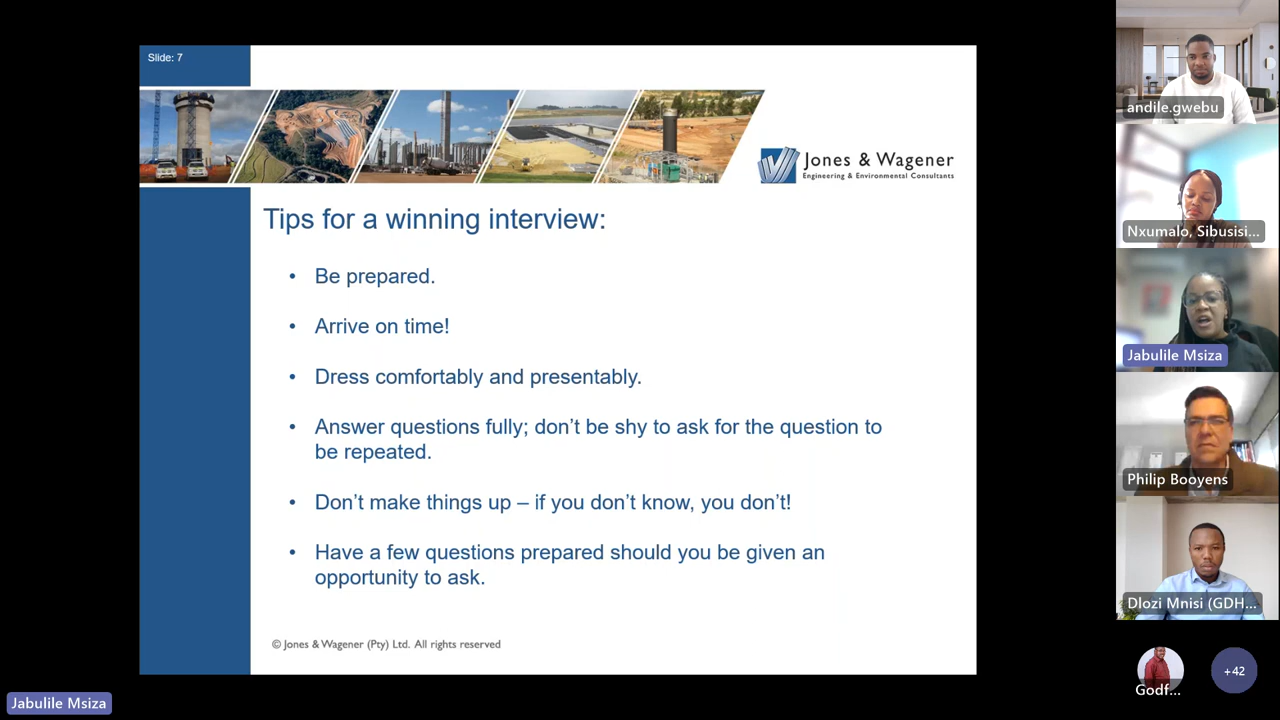 Slide: 7
Jones & Wagener
Engineering & Environmental Consultants
Tips for a winning interview:
• Be prepared.
• Arrive on time!
• Dress comfortably and presentably.
• Answer questions fully; don’t be shy to ask for the question to
be repeated.
• Don’t make things up – if you don’t know, you don’t!
• Have a few questions prepared should you be given an
opportunity to ask.
© Jones & Wagener (Pty) Ltd. All rights reserved
Jabulile Msiza
andile.gwebu
Nxumalo, Sibusisi...
Jabulile Msiza
Philip Booyens
Dlozi Mnisi (GDH...
Godf...
+42